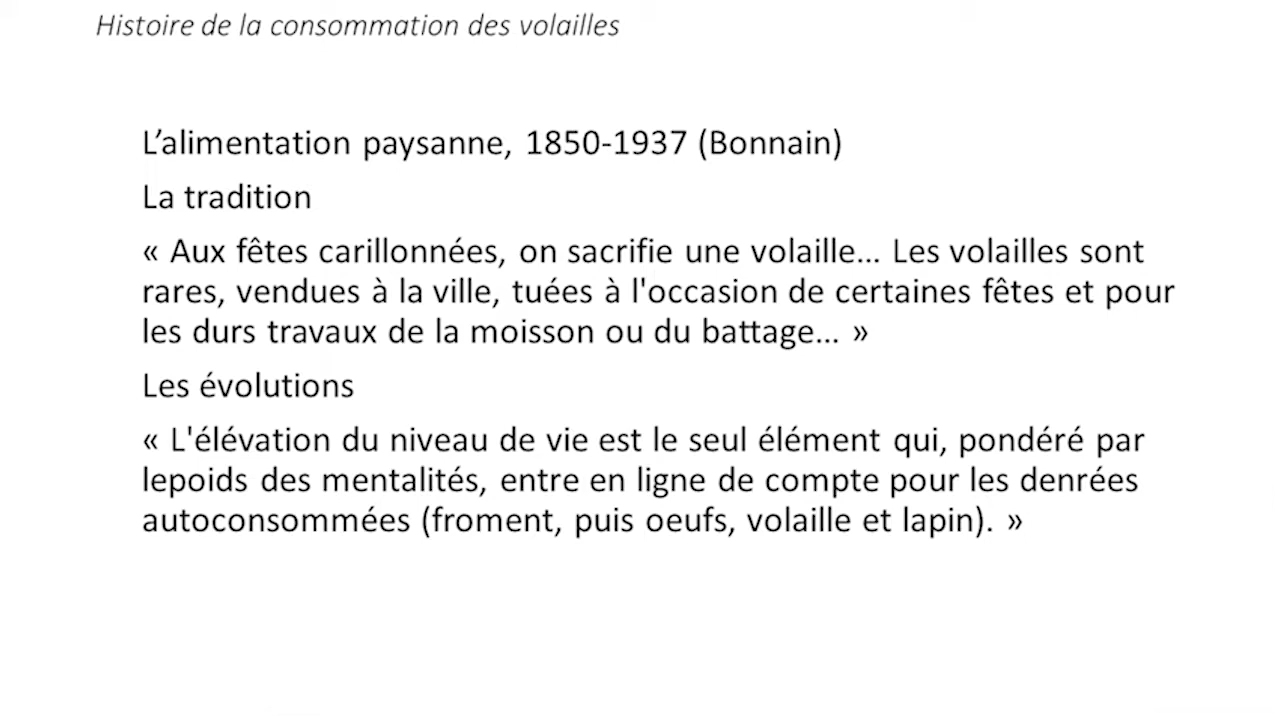 Histoire de la consommation des volailles
L’alimentation paysanne, 1850-1937 (Bonnain)
La tradition
« Aux fêtes carillonnées, on sacrifie une volaille... Les volailles sont
rares, vendues à la ville, tuées à l'occasion de certaines fêtes et pour
les durs travaux de la moisson ou du battage... »
Les évolutions
« L'élévation du niveau de vie est le seul élément qui, pondéré par
lepoids des mentalités, entre en ligne de compte pour les denrées
autoconsommées (froment, puis oeufs, volaille et lapin). »